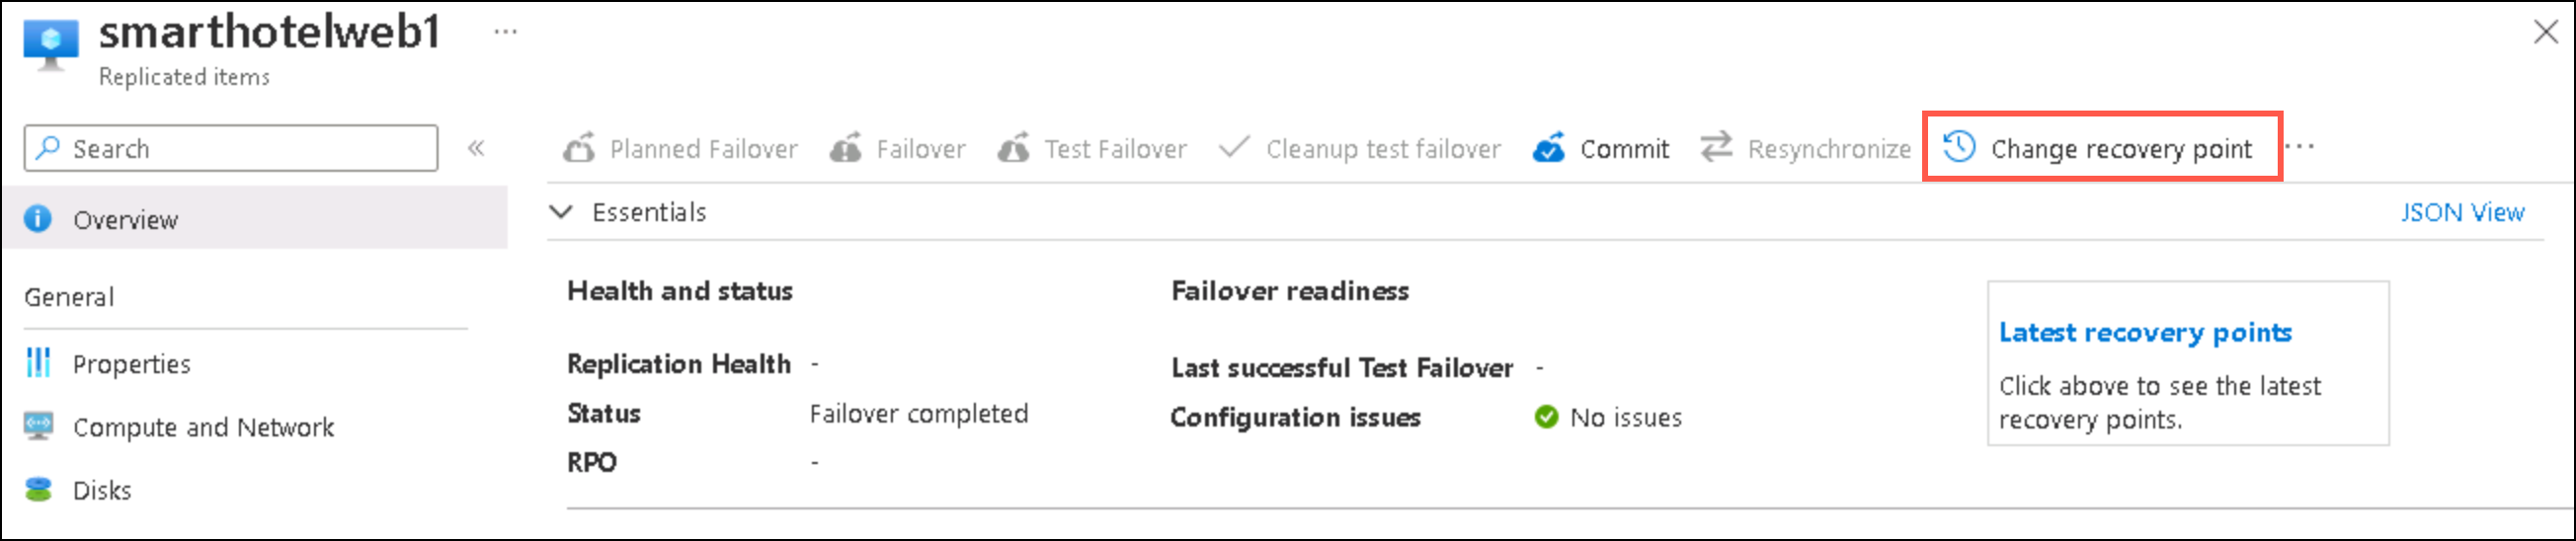 smarthotelweb1 ...
Replicated items
Search «
Planned Failover Failover Test Failover Cleanup test failover Commit Resynchronize Change recovery point ...
Overview
Essentials JSON View
General
Health and status
Failover readiness
Replication Health -
Last successful Test Failover -
Status Failover completed
Configuration issues No issues
RPO -
Latest recovery points
Click above to see the latest
recovery points.
Properties
Compute and Network
Disks